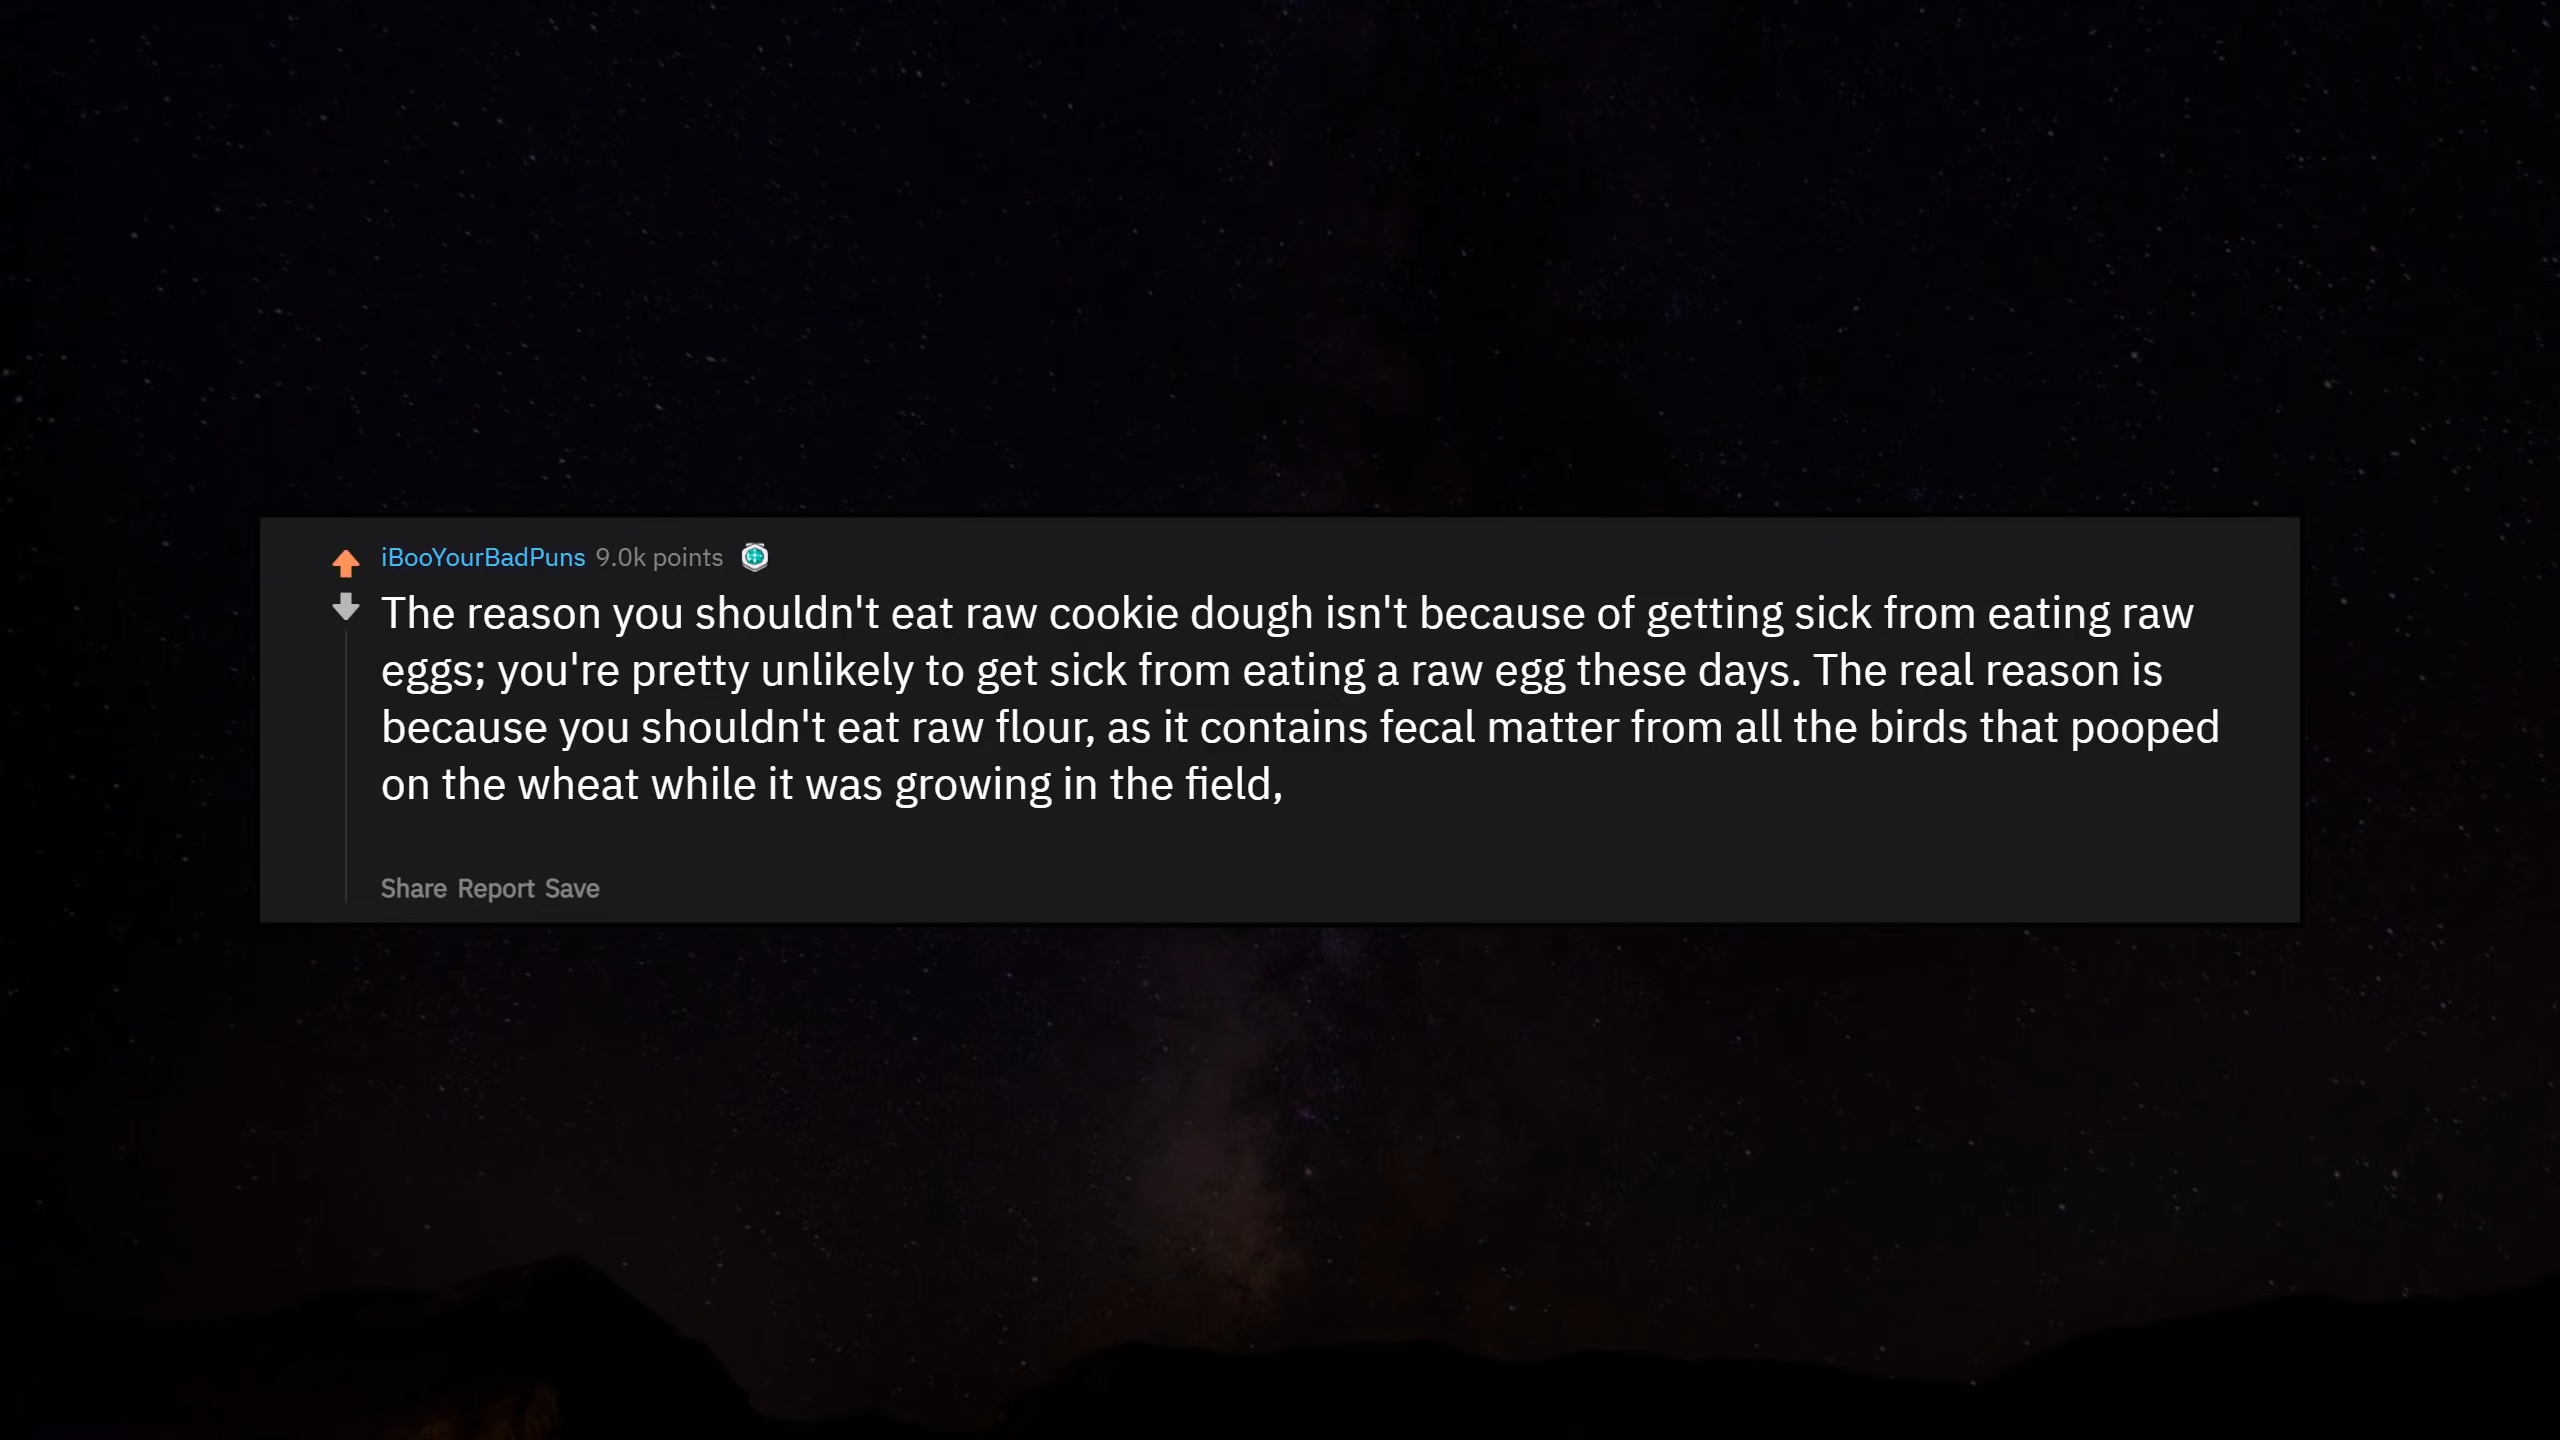 iBooYourBadPuns 9.0k points
The reason you shouldn't eat raw cookie dough isn't because of getting sick from eating raw
eggs; you're pretty unlikely to get sick from eating a raw egg these days. The real reason is
because you shouldn't eat raw flour, as it contains fecal matter from all the birds that pooped
on the wheat while it was growing in the field,
Share Report Save